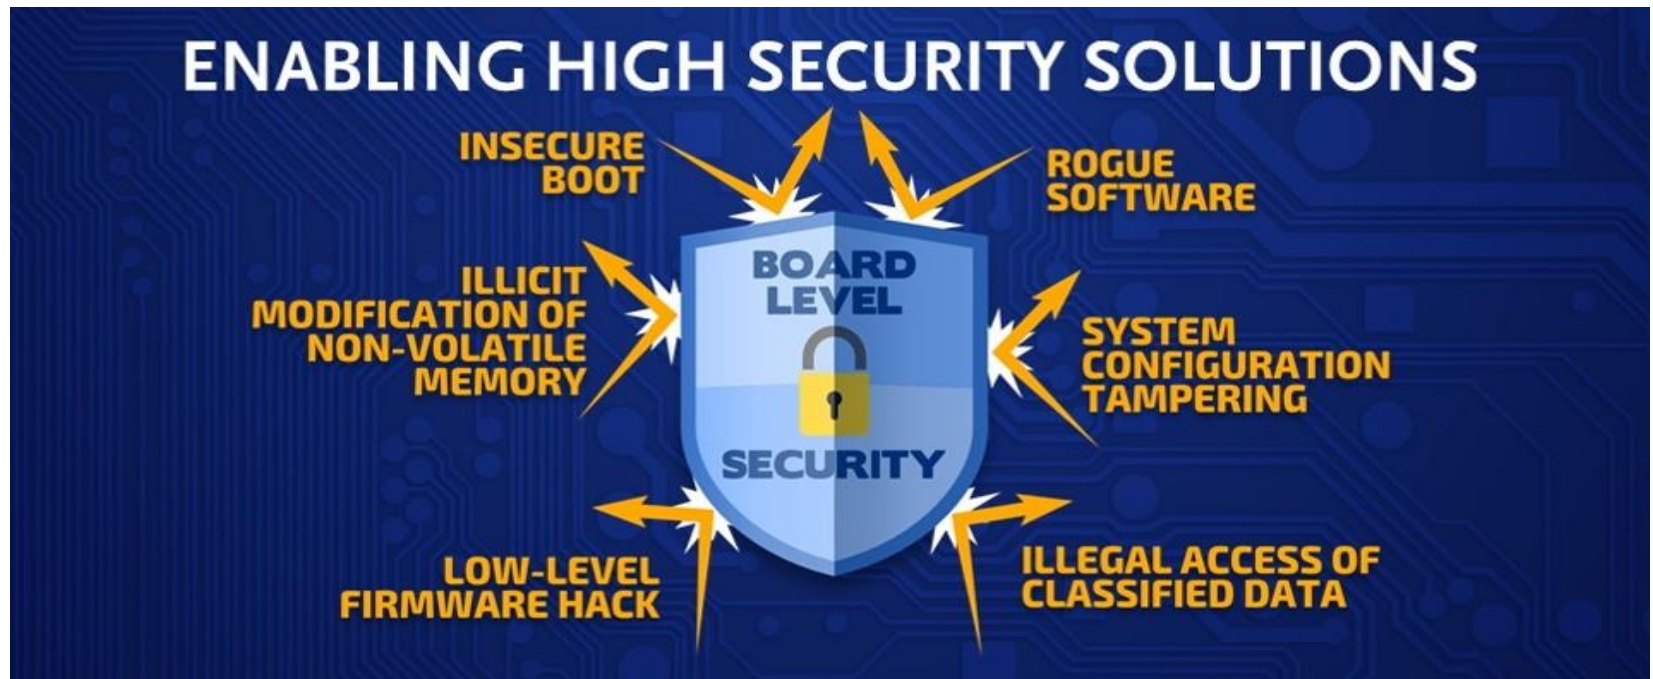 ENABLING HIGH SECURITY SOLUTIONS
INSECURE
BOOT
ROGUE
SOFTWARE
ILLICIT
MODIFICATION OF
NON-VOLATILE
MEMORY
BOARD
LEVEL
SECURITY
SYSTEM
CONFIGURATION
TAMPERING
LOW-LEVEL
FIRMWARE HACK
ILLEGAL ACCESS OF
CLASSIFIED DATA